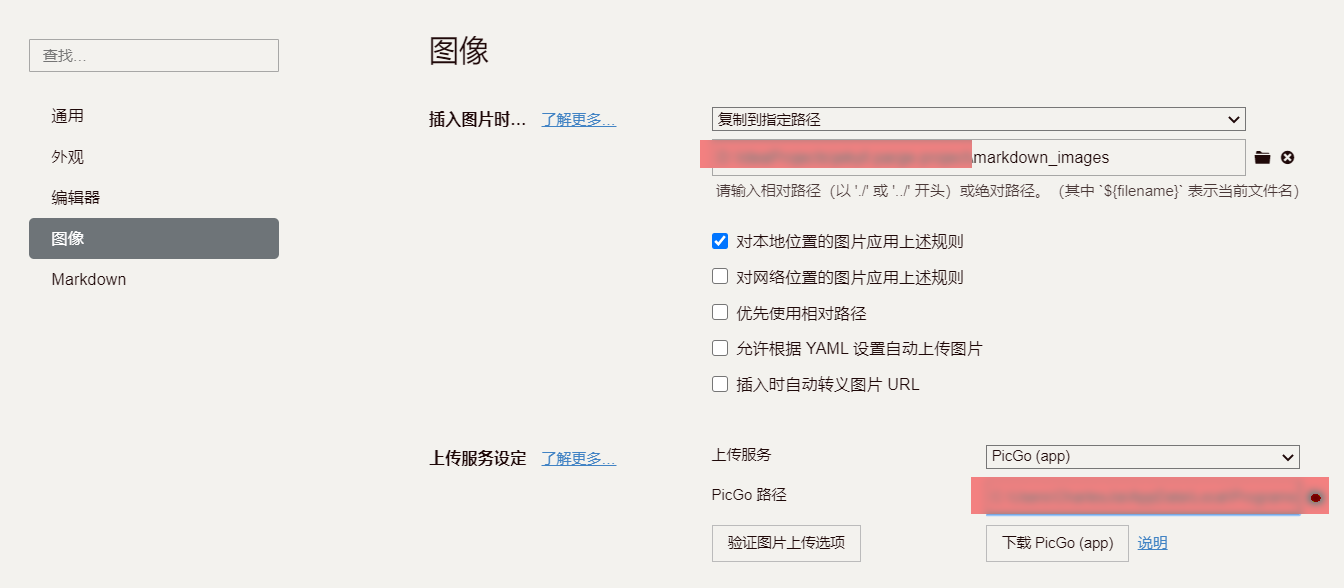 查找...
通用
外观
编辑器
图像
Markdown
图像
插入图片时... 了解更多...
复制到指定路径
\markdown_images
请输入相对路径（以 './' 或 '../' 开头）或绝对路径。（其中 `${filename}` 表示当前文件名）
对本地位置的图片应用上述规则
对网络位置的图片应用上述规则
优先使用相对路径
允许根据 YAML 设置自动上传图片
插入时自动转义图片 URL
上传服务设定 了解更多...
上传服务 PicGo (app)
PicGo 路径
验证图片上传选项 下载 PicGo (app) 说明